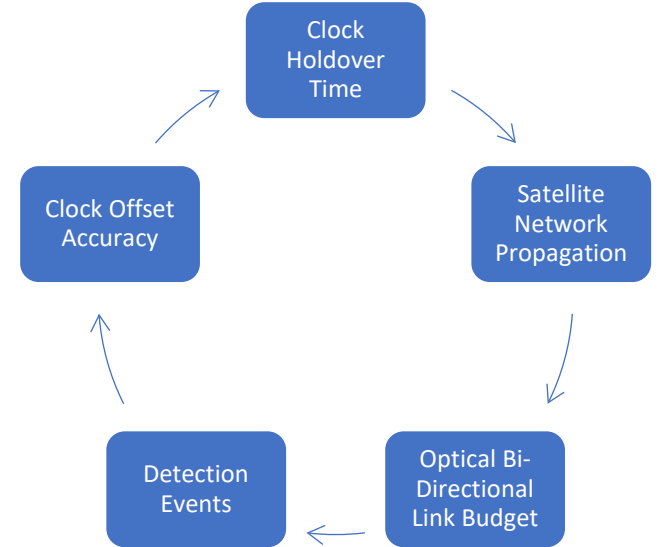 Clock
Holdover
Time
Satellite
Network
Propagation
Optical Bi-
Directional
Link Budget
Detection
Events
Clock Offset
Accuracy